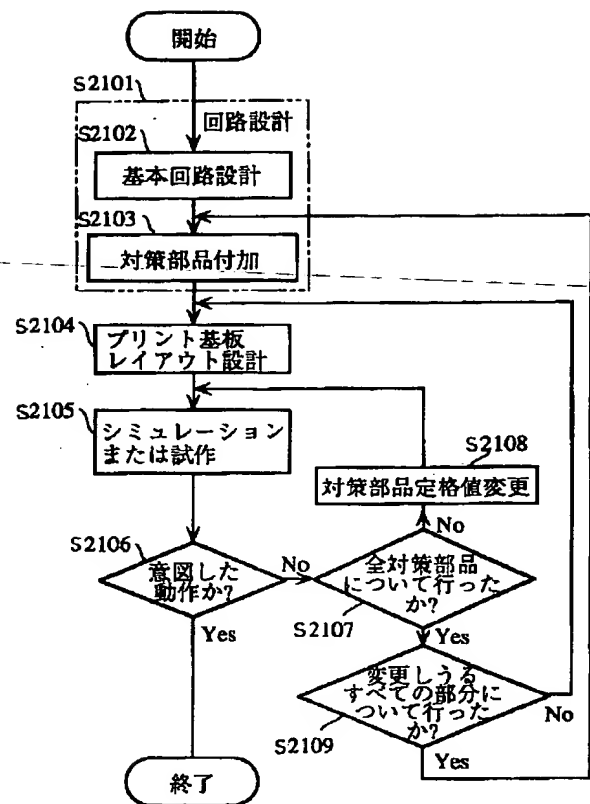 開始
S2101
回路設計
S2102
基本回路設計
S2103
対策部品付加
S2104
プリント基板
レイアウト設計
S2105
シミュレーション
または試作
S2108
対策部品定格値変更
No
S2106
意図した
動作か?
No
Yes
全対策部品
について行った
か?
S2107
Yes
変更しうる
すべての部分に
ついて行った
か?
No
S2109
Yes
終了